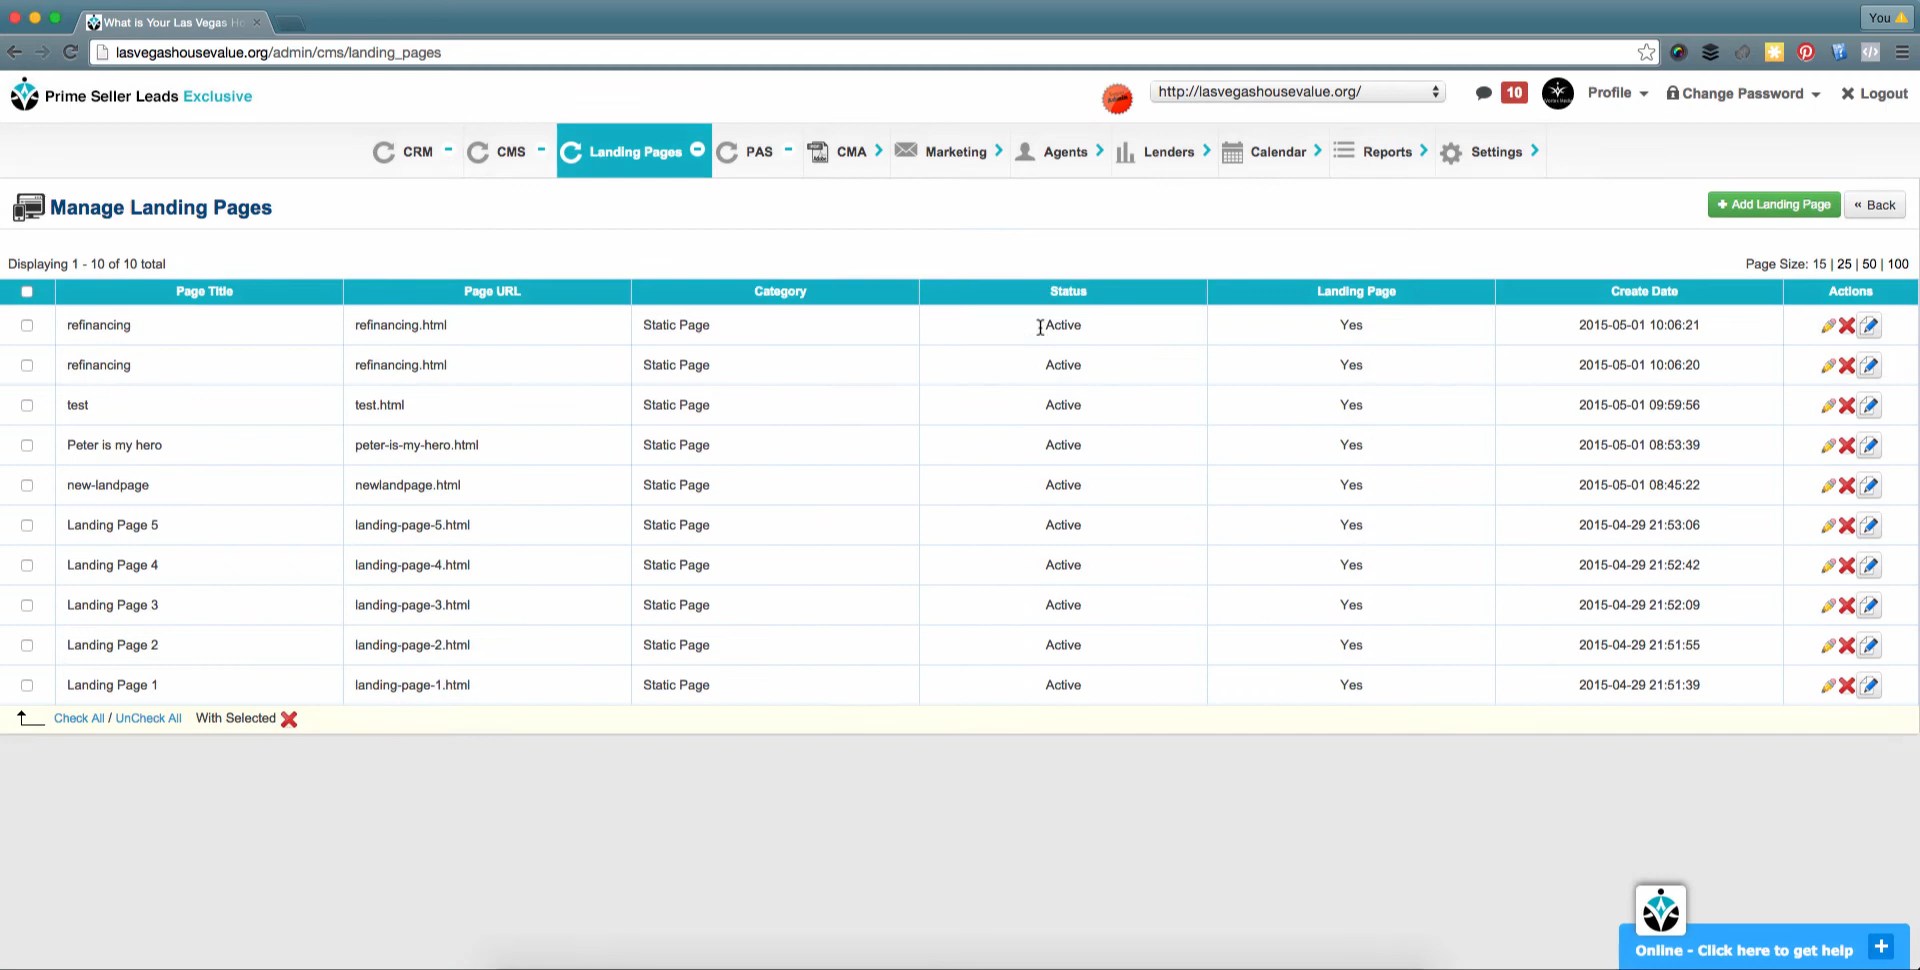 What is Your Las Vegas Ho
You
lasvegashousevalue.org/admin/cms/landing_pages
Prime Seller Leads Exclusive
http://lasvegashousevalue.org/
10
Profile
Change Password
Logout
CRM
CMS
Landing Pages
PAS
CMA
Marketing
Agents
Lenders
Calendar
Reports
Settings
Manage Landing Pages
+ Add Landing Page
« Back
Displaying 1 - 10 of 10 total
Page Size: 15 | 25 | 50 | 100
Page Title Page URL Category Status Landing Page Create Date Actions
refinancing refinancing.html Static Page Active Yes 2015-05-01 10:06:21
refinancing refinancing.html Static Page Active Yes 2015-05-01 10:06:20
test test.html Static Page Active Yes 2015-05-01 09:59:56
Peter is my hero peter-is-my-hero.html Static Page Active Yes 2015-05-01 08:53:39
new-landpage newlandpage.html Static Page Active Yes 2015-05-01 08:45:22
Landing Page 5 landing-page-5.html Static Page Active Yes 2015-04-29 21:53:06
Landing Page 4 landing-page-4.html Static Page Active Yes 2015-04-29 21:52:42
Landing Page 3 landing-page-3.html Static Page Active Yes 2015-04-29 21:52:09
Landing Page 2 landing-page-2.html Static Page Active Yes 2015-04-29 21:51:55
Landing Page 1 landing-page-1.html Static Page Active Yes 2015-04-29 21:51:39
Check All / UnCheck All With Selected
Online - Click here to get help +